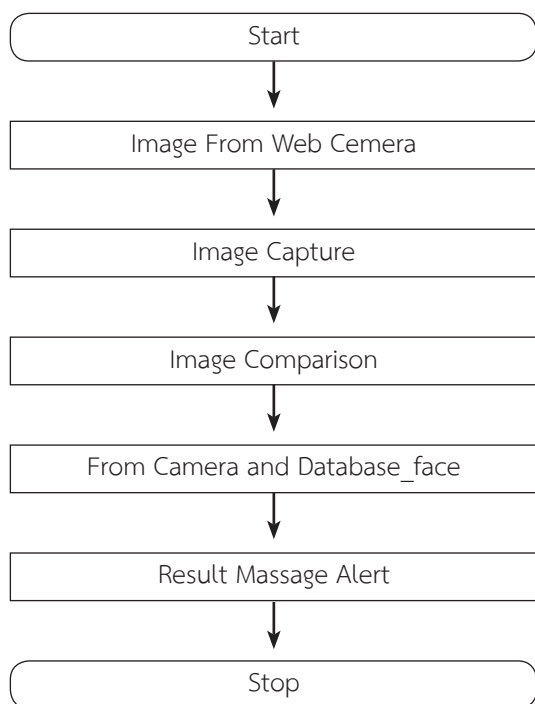 Start
Image From Web Cemera
Image Capture
Image Comparison
From Camera and Database_face
Result Massage Alert
Stop